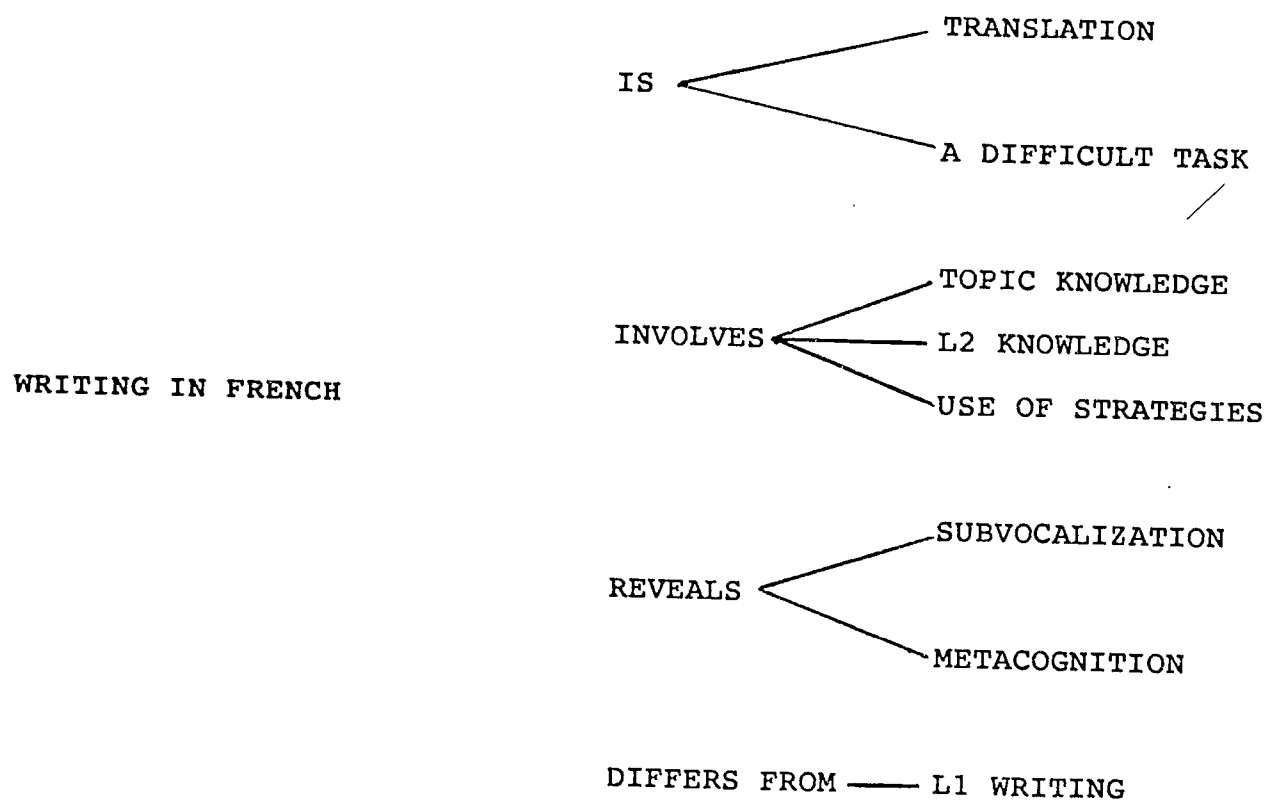 TRANSLATION
IS
A DIFFICULT TASK
TOPIC KNOWLEDGE
INVOLVES
L2 KNOWLEDGE
WRITING IN FRENCH
USE OF STRATEGIES
SUBVOCALIZATION
REVEALS
METACOGNITION
DIFFERS FROM L1 WRITING